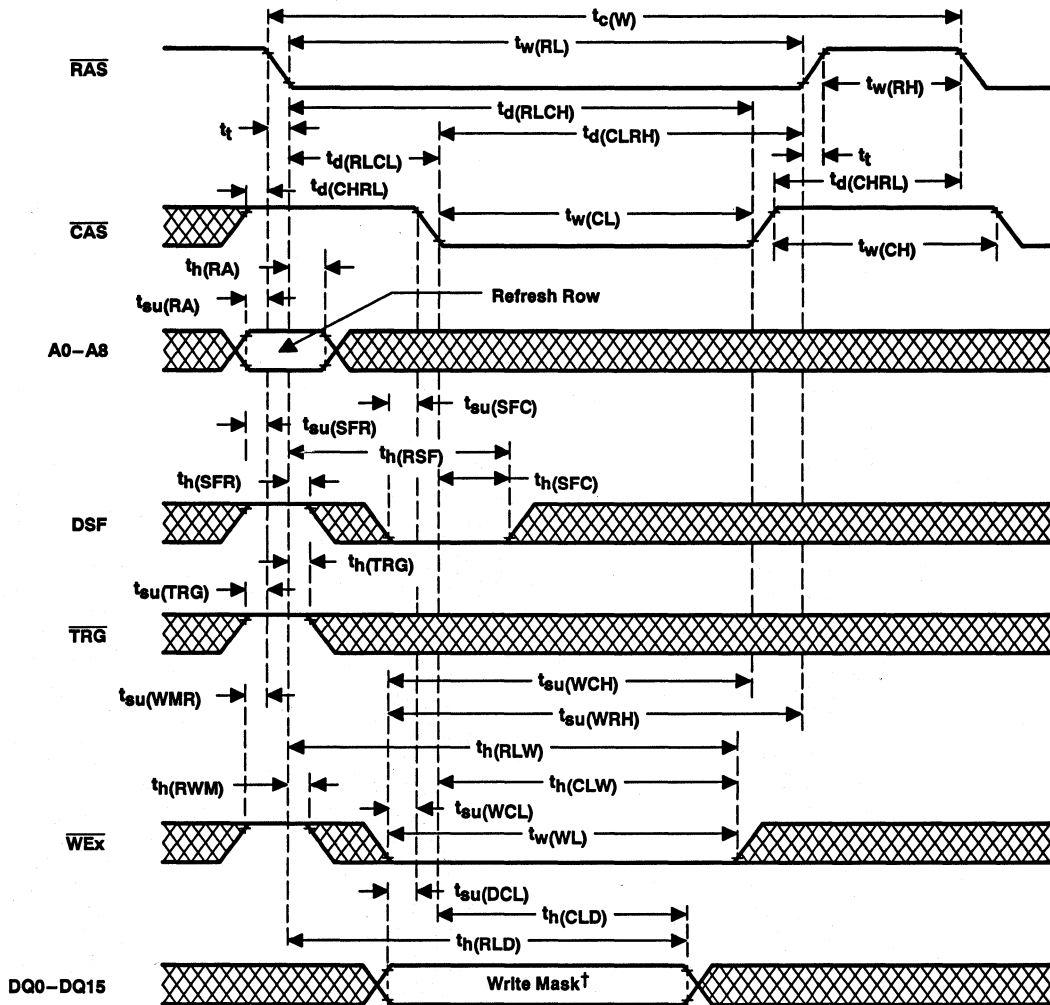 tc(W)
tw(RL)
RAS
tw(RH)
td(RLCH)
tt
td(CLRH)
td(RLCL)
tt
td(CHRL)
td(CHRL)
CAS
tw(CL)
tw(CH)
th(RA)
tsu(RA)
Refresh Row
A0–A8
tsu(SFC)
tsu(SFR)
th(RSF)
th(SFR)
th(SFC)
DSF
th(TRG)
tsu(TRG)
TRG
tsu(WCH)
tsu(WMR)
tsu(WRH)
th(RLW)
th(RWM)
th(CLW)
tsu(WCL)
tw(WL)
WEx
tsu(DCL)
th(CLD)
th(RLD)
DQ0–DQ15
Write Mask†